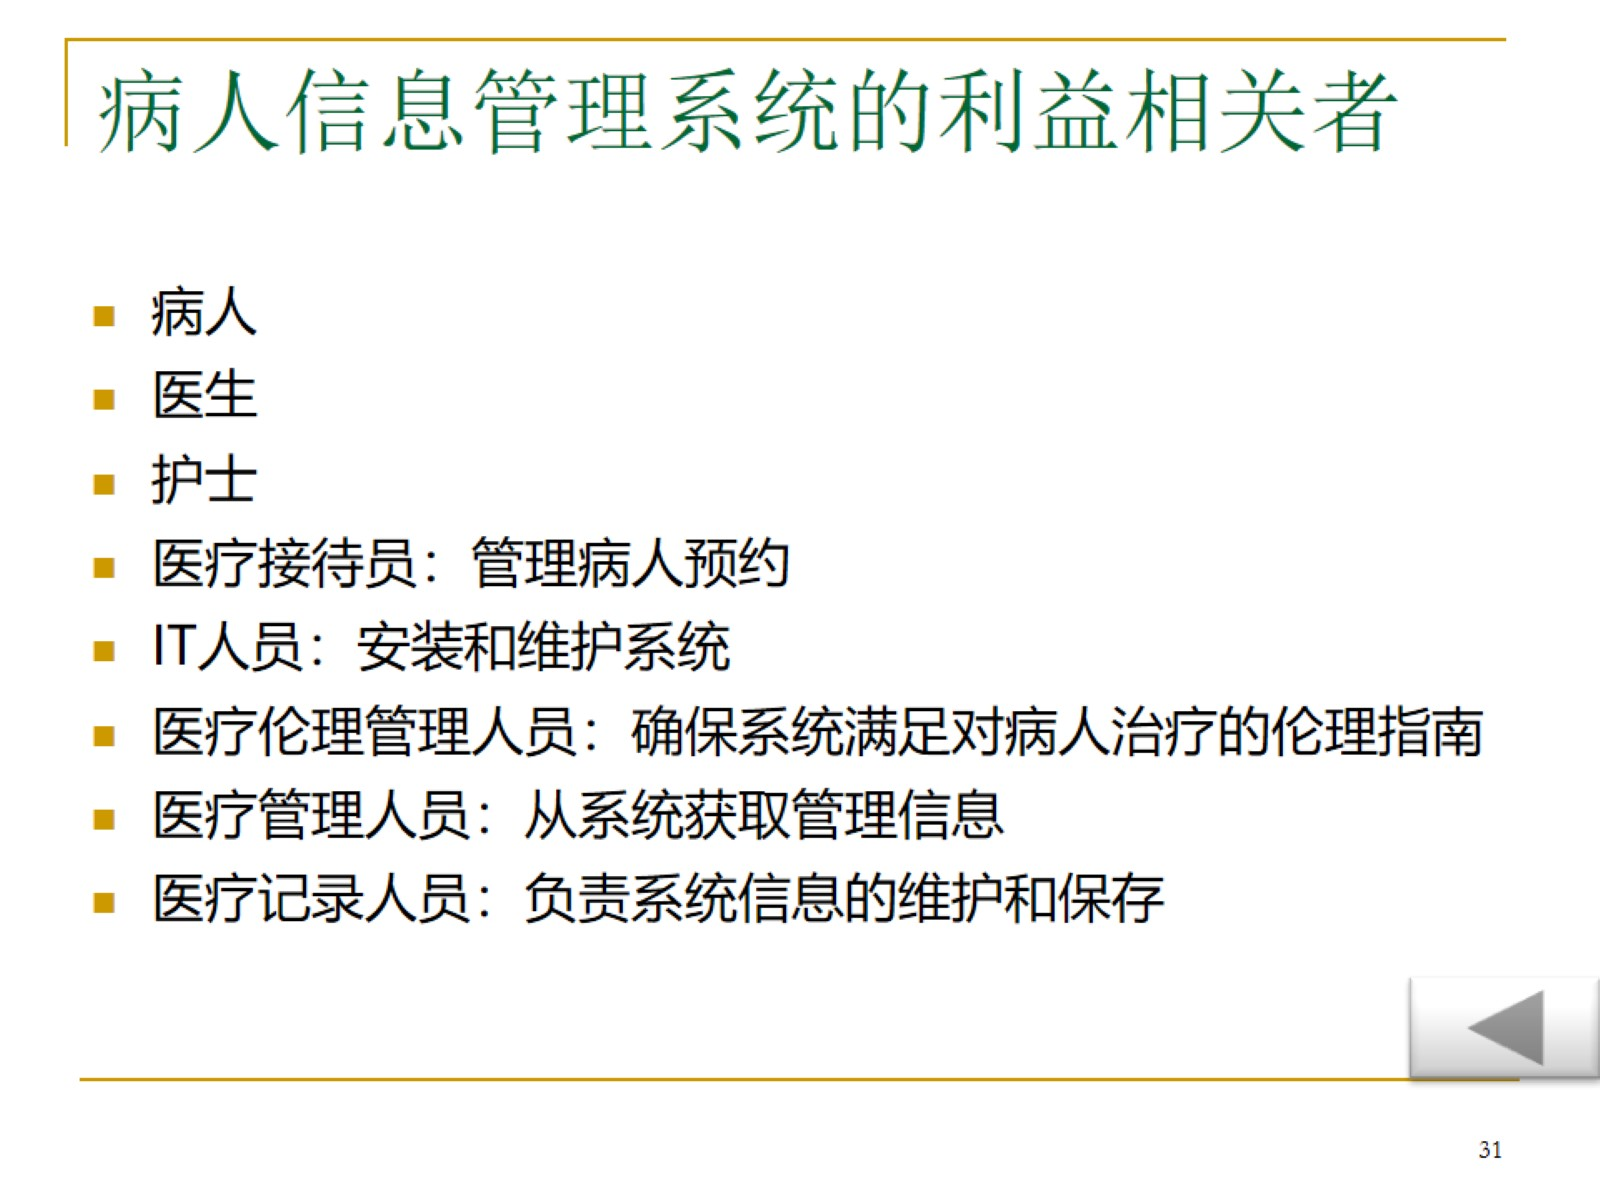 病人信息管理系统的利益相关者
病人
医生
护士
医疗接待员：管理病人预约
IT人员：安装和维护系统
医疗伦理管理人员：确保系统满足对病人治疗的伦理指南
医疗管理人员：从系统获取管理信息
医疗记录人员：负责系统信息的维护和保存
31